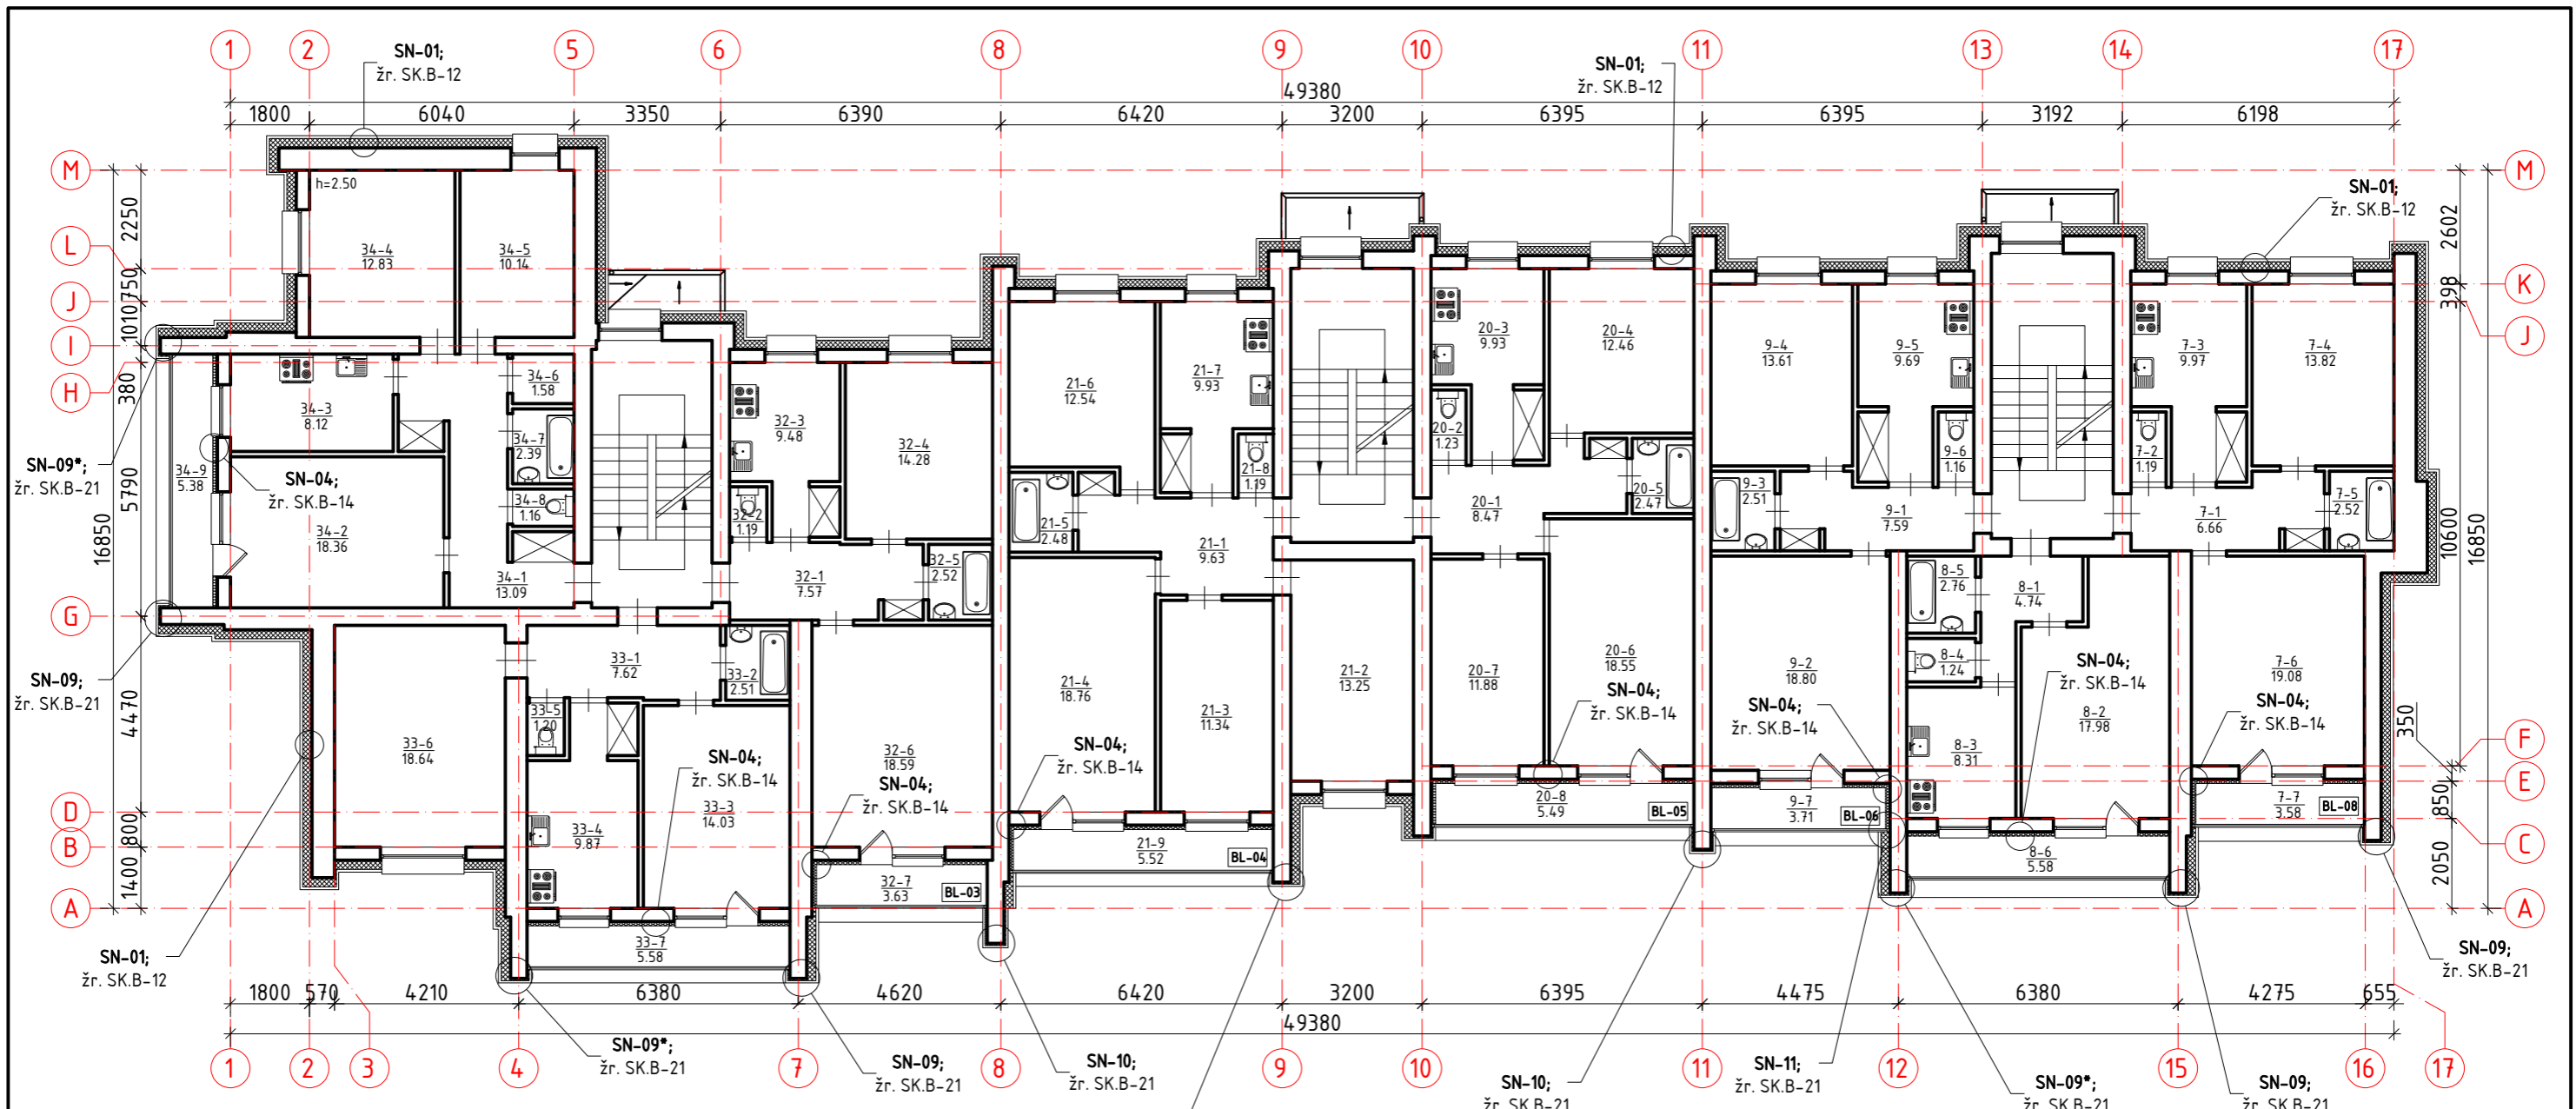 1 2 5 6 8 9 10 11 13 14 17
SN-01;
žr. SK.B-12
SN-01;
žr. SK.B-12
49380
1800 6040 3350 6390 6420 3200 6395 6395 3192 6198
M
L
J
I
H
G
D
B
A
M
K
J
F
E
C
A
2250
750
1010
380
5790
4470
800
1400
16850
2602
398
10600
16850
350
850
2050
SN-01;
žr. SK.B-12
h=2.50
34-4
12.83
34-5
10.14
34-6
1.58
34-3
8.12
34-7
2.39
34-8
1.16
34-9
5.38
34-2
18.36
34-1
13.09
SN-09*;
žr. SK.B-21
SN-04;
žr. SK.B-14
32-3
9.48
32-4
14.28
32-2
1.19
32-5
2.52
32-1
7.57
21-6
12.54
21-7
9.93
21-8
1.19
21-5
2.48
21-1
9.63
20-3
9.93
20-4
12.46
20-2
1.23
20-1
8.47
20-5
2.47
9-4
13.61
9-5
9.69
9-6
1.16
9-3
2.51
9-1
7.59
7-3
9.97
7-4
13.82
7-2
1.19
7-1
6.66
7-5
2.52
8-5
2.76
8-1
4.74
8-4
1.24
SN-09;
žr. SK.B-21
33-1
7.62
33-2
2.51
33-5
1.20
33-6
18.64
33-4
9.87
33-3
14.03
SN-04;
žr. SK.B-14
32-6
18.59
SN-04;
žr. SK.B-14
21-4
18.76
21-3
11.34
21-2
13.25
SN-04;
žr. SK.B-14
20-7
11.88
20-6
18.55
SN-04;
žr. SK.B-14
9-2
18.80
SN-04;
žr. SK.B-14
8-2
17.98
SN-04;
žr. SK.B-14
8-3
8.31
7-6
19.08
SN-04;
žr. SK.B-14
33-7
5.58
32-7
3.63
BL-03
21-9
5.52
BL-04
20-8
5.49
BL-05
9-7
3.71
BL-06
8-6
5.58
7-7
3.58
BL-08
SN-01;
žr. SK.B-12
SN-09;
žr. SK.B-21
1800 570 4210 6380 4620 6420 3200 6395 4475 6380 4275 655
49380
1 2 3 4 7 8 9 10 11 12 15 16 17
SN-09*;
žr. SK.B-21
SN-09;
žr. SK.B-21
SN-10;
žr. SK.B-21
SN-10;
žr. SK.B-21
SN-11;
žr. SK.B-21
SN-09*;
žr. SK.B-21
SN-09;
žr. SK.B-21